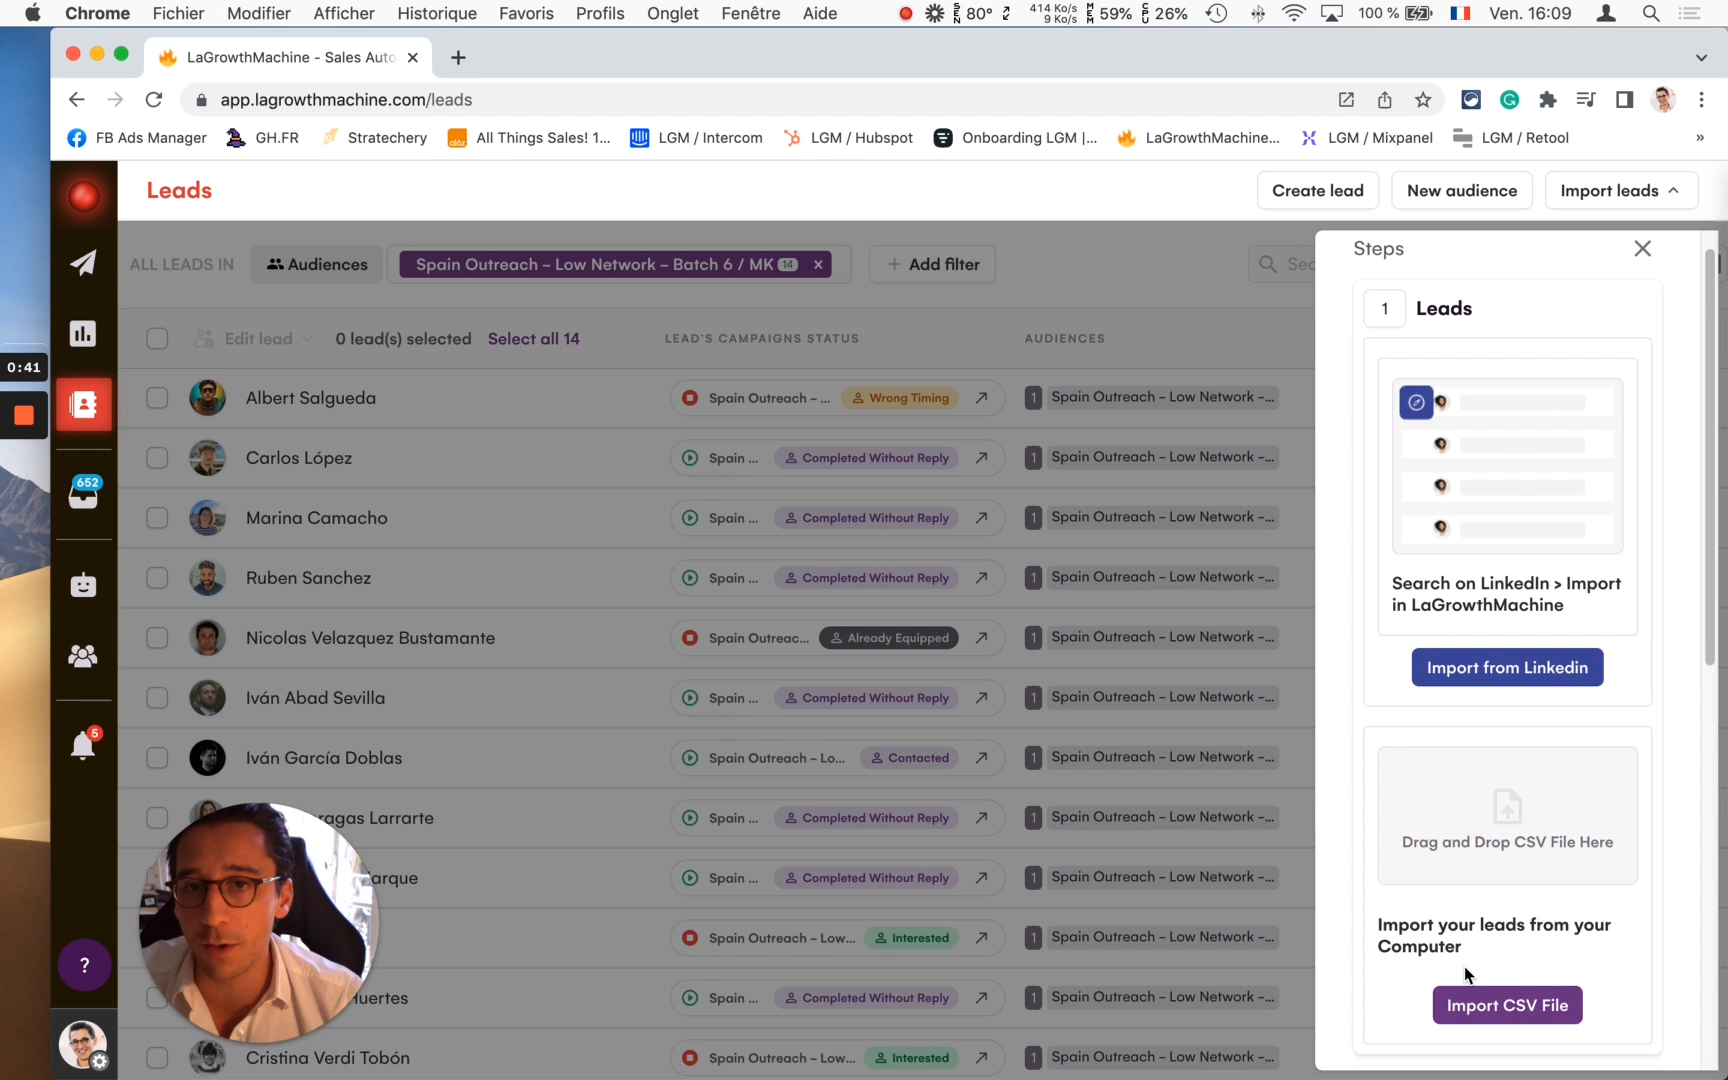 Chrome Fichier Modifier Afficher Historique Favoris Profils Onglet Fenêtre Aide
SEN 80° 414 Ko/s 9 Ko/s MEM 59% CPU 26% 100 % Ven. 16:09
LaGrowthMachine - Sales Auto
app.lagrowthmachine.com/leads
FB Ads Manager GH.FR Stratechery All Things Sales! 1... LGM / Intercom LGM / Hubspot Onboarding LGM |... LaGrowthMachine... LGM / Mixpanel LGM / Retool »
Leads
Create lead New audience Import leads
ALL LEADS IN Audiences Spain Outreach – Low Network – Batch 6 / MK 14 × + Add filter
Steps
1 Leads
Edit lead 0 lead(s) selected Select all 14 LEAD'S CAMPAIGNS STATUS AUDIENCES
0:41
Albert Salgueda Spain Outreach – ... Wrong Timing 1 Spain Outreach – Low Network –...
Carlos López Spain ... Completed Without Reply 1 Spain Outreach – Low Network –...
652
Marina Camacho Spain ... Completed Without Reply 1 Spain Outreach – Low Network –...
Ruben Sanchez Spain ... Completed Without Reply 1 Spain Outreach – Low Network –...
Search on LinkedIn > Import
in LaGrowthMachine
Nicolas Velazquez Bustamante Spain Outreac... Already Equipped 1 Spain Outreach – Low Network –...
Import from Linkedin
Iván Abad Sevilla Spain ... Completed Without Reply 1 Spain Outreach – Low Network –...
5
Iván García Doblas Spain Outreach – Lo... Contacted 1 Spain Outreach – Low Network –...
ragas Larrarte Spain ... Completed Without Reply 1 Spain Outreach – Low Network –...
Drag and Drop CSV File Here
arque Spain ... Completed Without Reply 1 Spain Outreach – Low Network –...
Import your leads from your
Computer
Spain Outreach – Low... Interested 1 Spain Outreach – Low Network –...
?
Huertes Spain ... Completed Without Reply 1 Spain Outreach – Low Network –...
Import CSV File
Cristina Verdi Tobón Spain Outreach – Low... Interested 1 Spain Outreach – Low Network –...